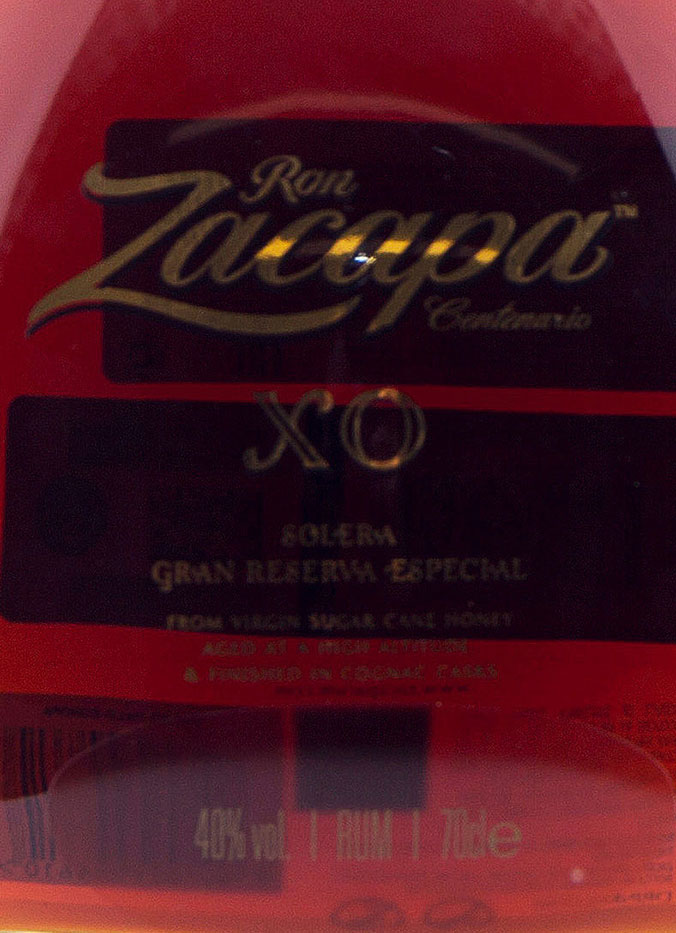 Ron
Zacapa™
Centenario
XO
SOLERA
GRAN RESERVA ESPECIAL
FROM VIRGIN SUGAR CANE HONEY
AGED AT A HIGH ALTITUDE
& FINISHED IN COGNAC CASKS
40% vol. | RUM | 70cl e